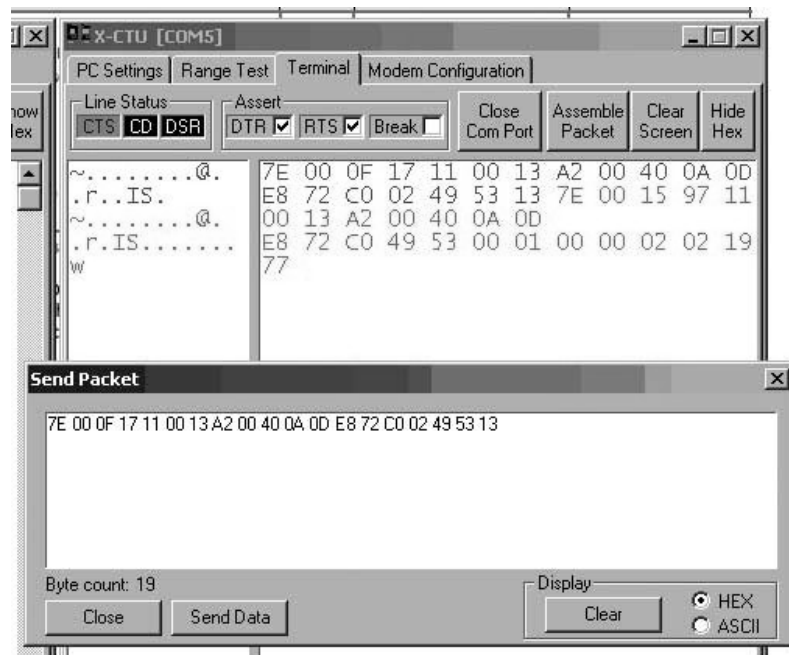 X-CTU [COM5]
PC Settings Range Test Terminal Modem Configuration
Line Status
CTS CD DSR
Assert
DTR RTS Break
Close Com Port
Assemble Packet
Clear Screen
Hide Hex
~.........@. 7E 00 0F 17 11 00 13 A2 00 40 0A 0D
.r..IS. E8 72 C0 02 49 53 13 7E 00 15 97 11
~.........@. 00 13 A2 00 40 0A 0D
.r.IS....... E8 72 C0 49 53 00 01 00 00 02 02 19
w 77
Send Packet
7E 00 0F 17 11 00 13 A2 00 40 0A 0D E8 72 C0 02 49 53 13
Byte count: 19
Close Send Data
Display
Clear
HEX
ASCII